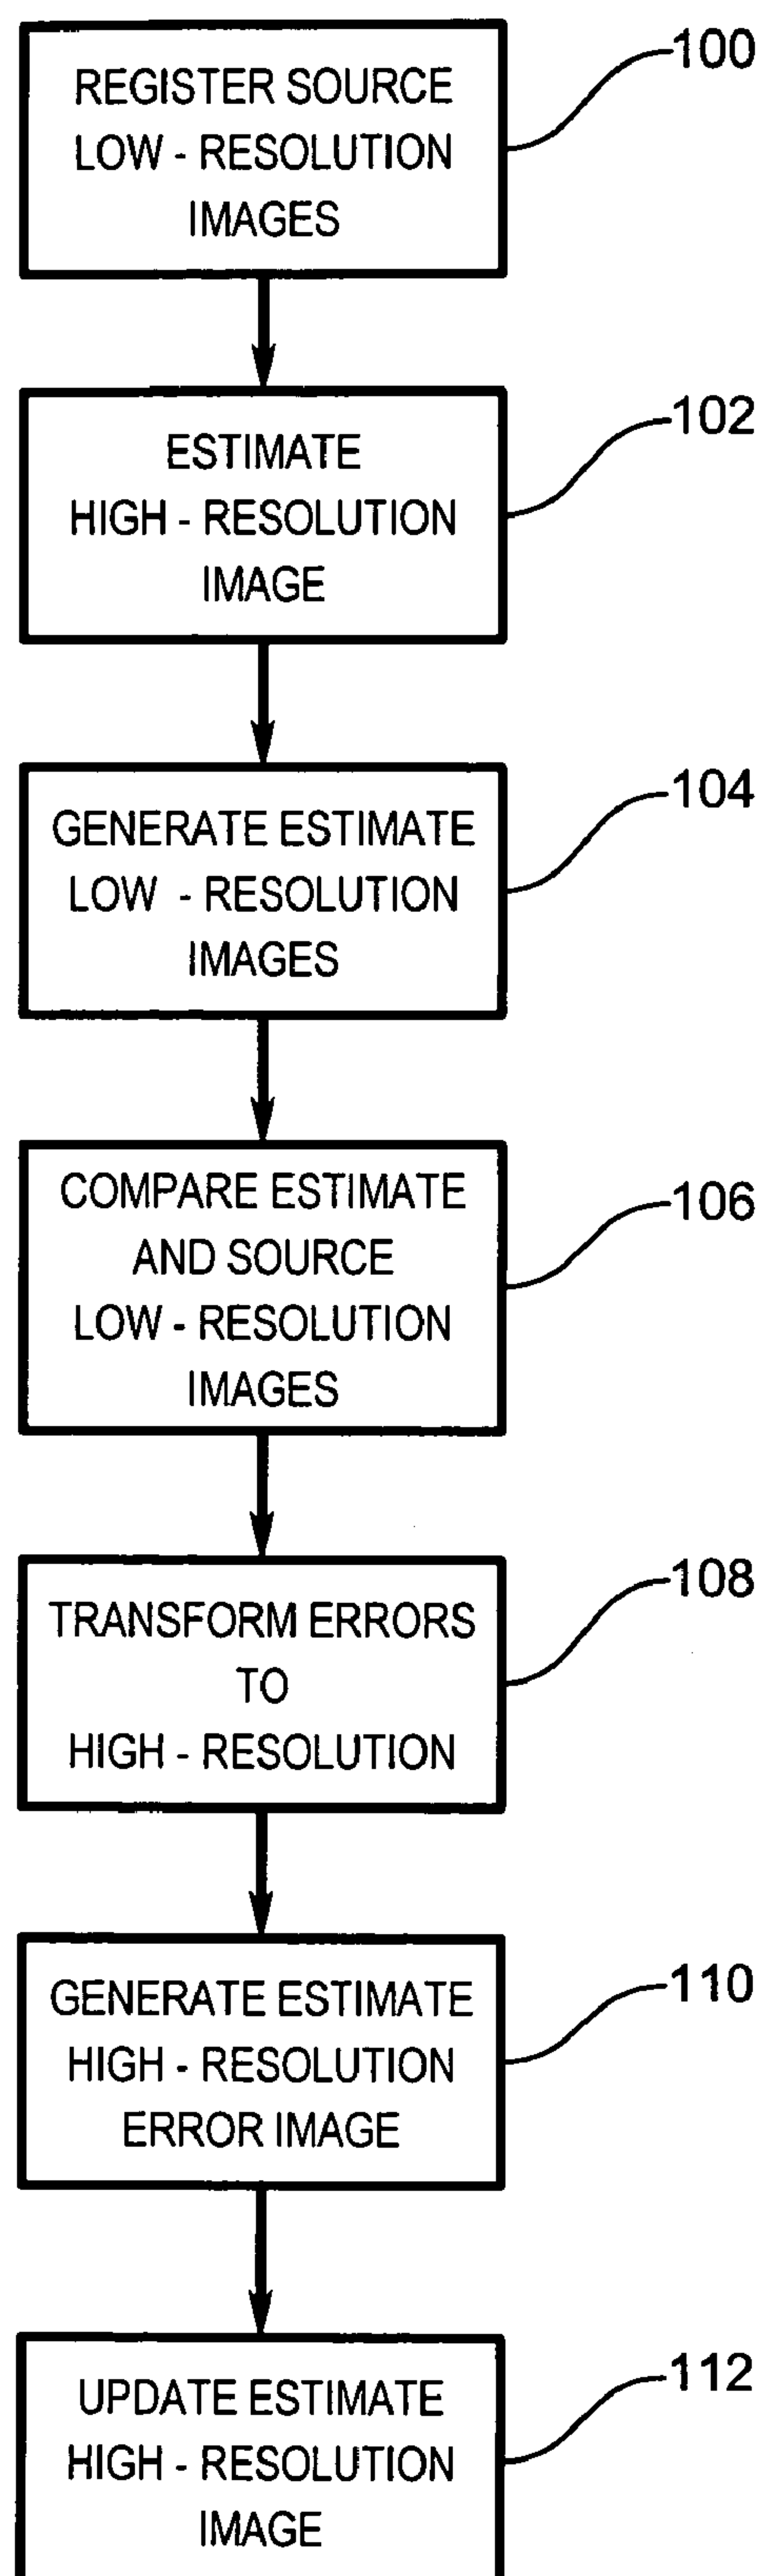 REGISTER SOURCE
LOW - RESOLUTION
IMAGES
100
ESTIMATE
HIGH - RESOLUTION
IMAGE
102
GENERATE ESTIMATE
LOW - RESOLUTION
IMAGES
104
COMPARE ESTIMATE
AND SOURCE
LOW - RESOLUTION
IMAGES
106
TRANSFORM ERRORS
TO
HIGH - RESOLUTION
108
GENERATE ESTIMATE
HIGH - RESOLUTION
ERROR IMAGE
110
UPDATE ESTIMATE
HIGH - RESOLUTION
IMAGE
112